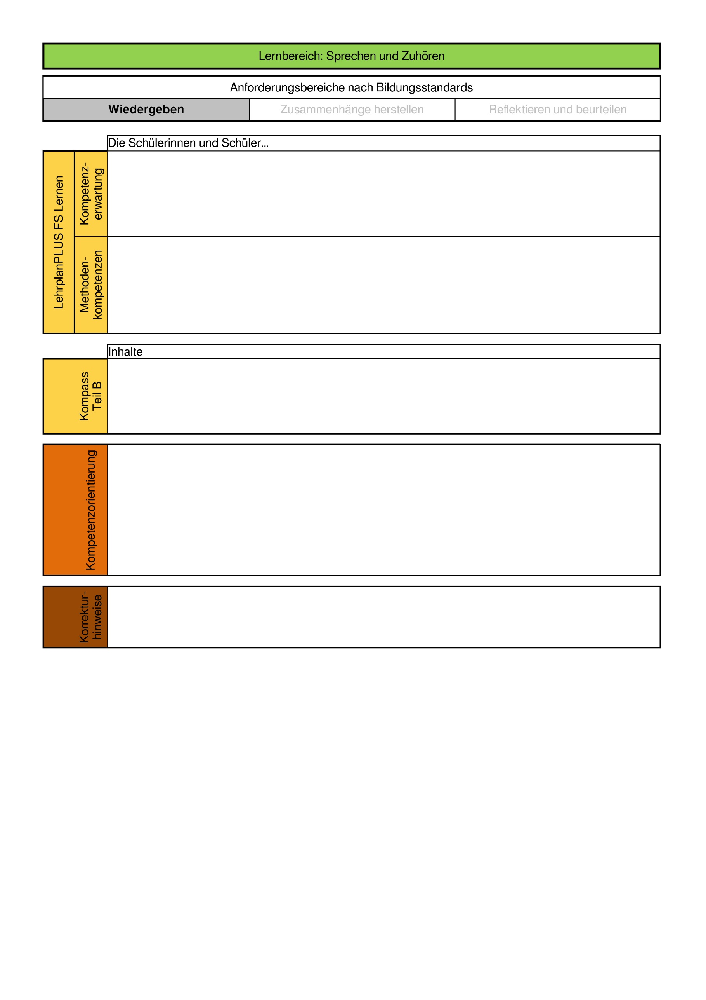 Lernbereich: Sprechen und Zuhören
Anforderungsbereiche nach Bildungsstandards
Wiedergeben
Zusammenhänge herstellen
Reflektieren und beurteilen
Die Schülerinnen und Schüler...
LehrplanPLUS FS Lernen
Kompetenz-
erwartung
Methoden-
kompetenzen
Inhalte
Kompass
Teil B
Kompetenzorientierung
Korrektur-
hinweise